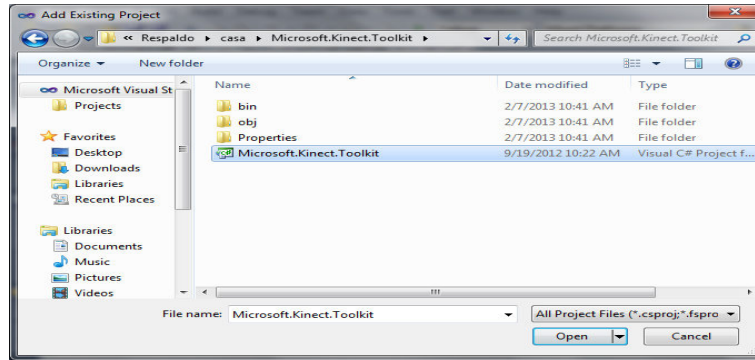 Add Existing Project
« Respaldo ▸ casa ▸ Microsoft.Kinect.Toolkit ▸
Search Microsoft.Kinect.Toolkit
Organize
New folder
Microsoft Visual St
Projects
Favorites
Desktop
Downloads
Libraries
Recent Places
Libraries
Documents
Music
Pictures
Videos
Name Date modified Type
bin 2/7/2013 10:41 AM File folder
obj 2/7/2013 10:41 AM File folder
Properties 2/7/2013 10:41 AM File folder
Microsoft.Kinect.Toolkit 9/19/2012 10:22 AM Visual C# Project f...
File name: Microsoft.Kinect.Toolkit
All Project Files (*.csproj;*.fspro
Open
Cancel